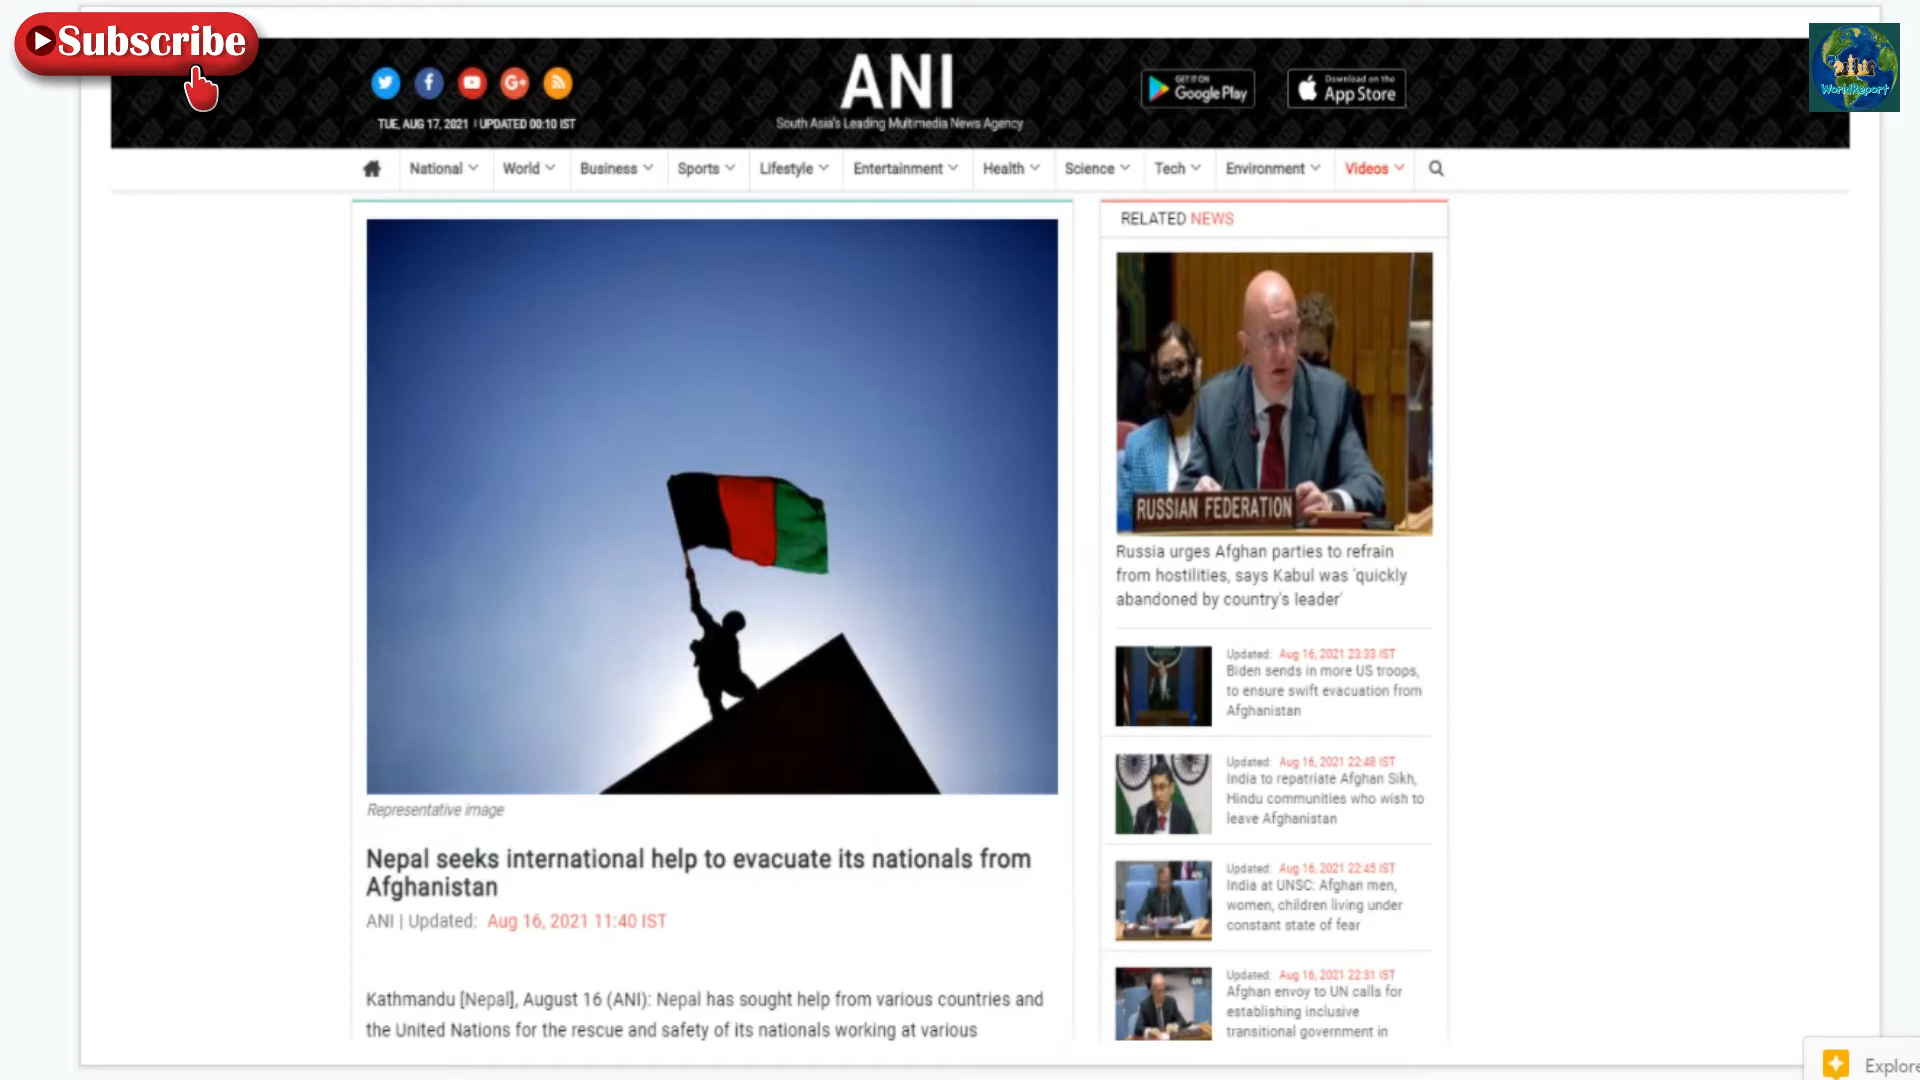 Subscribe
WorldReport
TUE, AUG 17, 2021 | UPDATED 00:10 IST
ANI
South Asia's Leading Multimedia News Agency
GET IT ON
Google Play
Download on the
App Store
National
World
Business
Sports
Lifestyle
Entertainment
Health
Science
Tech
Environment
Videos
Representative image
Nepal seeks international help to evacuate its nationals from
Afghanistan
ANI | Updated: Aug 16, 2021 11:40 IST
Kathmandu [Nepal], August 16 (ANI): Nepal has sought help from various countries and
the United Nations for the rescue and safety of its nationals working at various
RELATED NEWS
RUSSIAN FEDERATION
Russia urges Afghan parties to refrain
from hostilities, says Kabul was 'quickly
abandoned by country's leader'
Updated: Aug 16, 2021 23:33 IST
Biden sends in more US troops,
to ensure swift evacuation from
Afghanistan
Updated: Aug 16, 2021 22:48 IST
India to repatriate Afghan Sikh,
Hindu communities who wish to
leave Afghanistan
Updated: Aug 16, 2021 22:45 IST
India at UNSC: Afghan men,
women, children living under
constant state of fear
Updated: Aug 16, 2021 22:31 IST
Afghan envoy to UN calls for
establishing inclusive
transitional government in
Explore